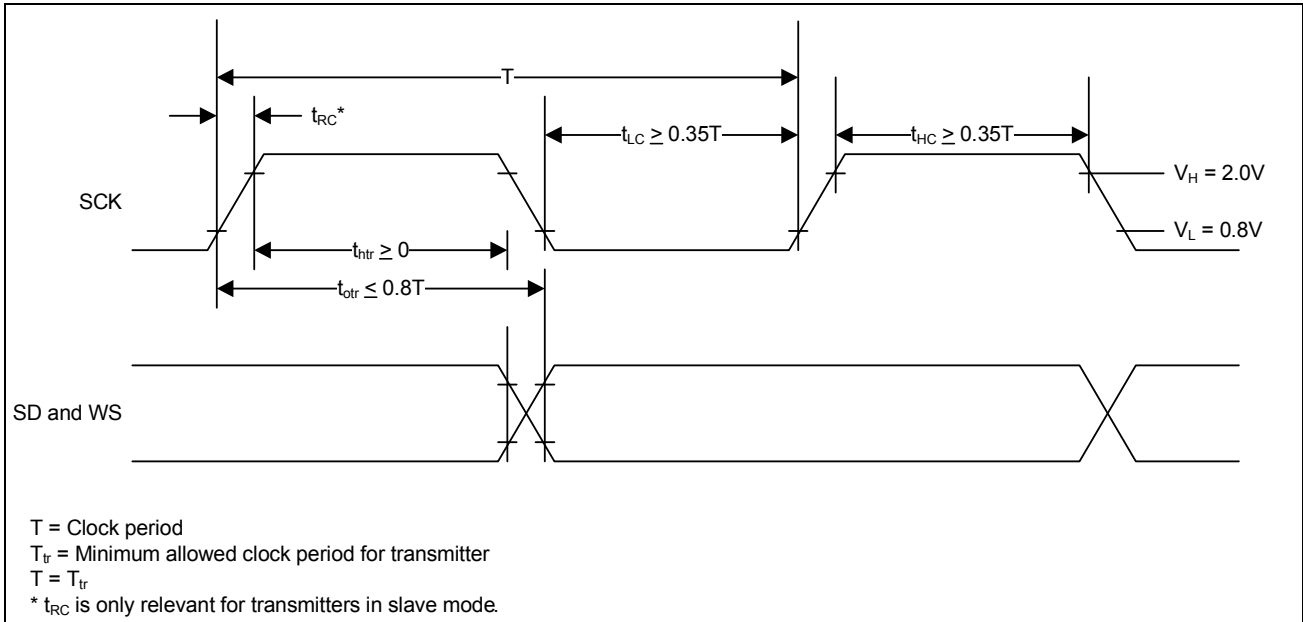 T
t_RC*
t_LC ≥ 0.35T
t_HC ≥ 0.35T
V_H = 2.0V
SCK
V_L = 0.8V
t_htr ≥ 0
t_otr ≤ 0.8T
SD and WS
T = Clock period
T_tr = Minimum allowed clock period for transmitter
T = T_tr
* t_RC is only relevant for transmitters in slave mode.